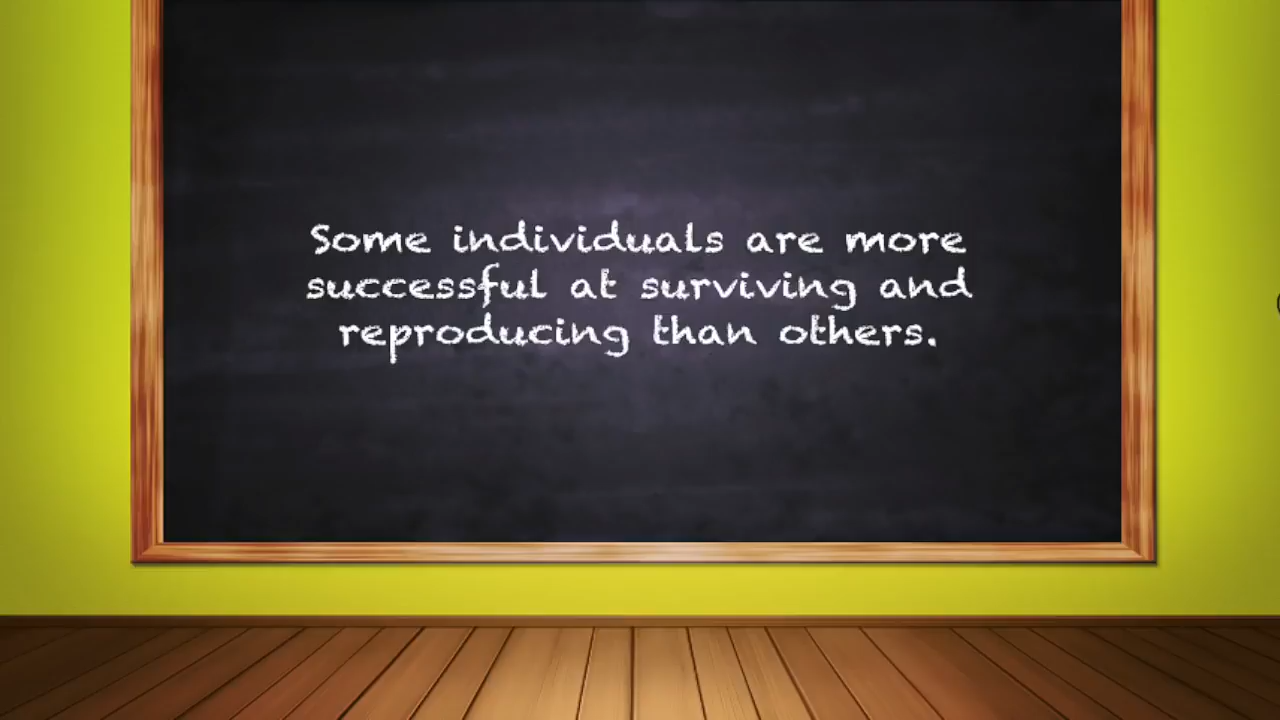 Some individuals are more
successful at surviving and
reproducing than others.